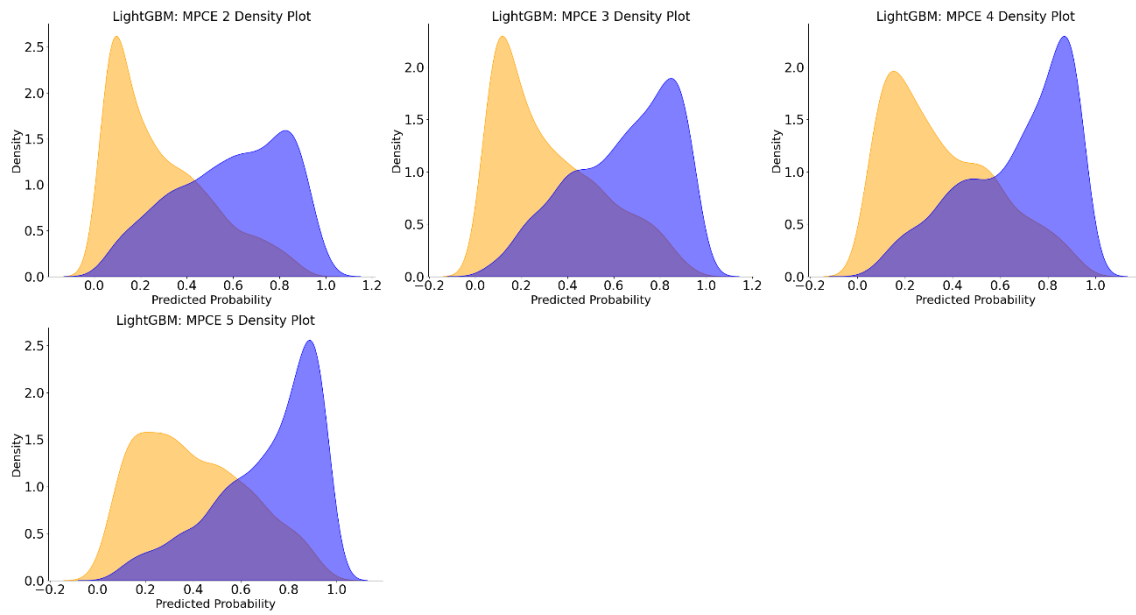 LightGBM: MPCE 2 Density Plot
2.5
2.0
1.5
1.0
0.5
0.0
Density
0.0 0.2 0.4 0.6 0.8 1.0 1.2
Predicted Probability
LightGBM: MPCE 3 Density Plot
2.0
1.5
1.0
0.5
0.0
Density
0.0 0.2 0.4 0.6 0.8 1.0 1.2
Predicted Probability
LightGBM: MPCE 4 Density Plot
2.0
1.5
1.0
0.5
0.0
Density
−0.2 0.0 0.2 0.4 0.6 0.8 1.0
Predicted Probability
LightGBM: MPCE 5 Density Plot
2.5
2.0
1.5
1.0
0.5
0.0
Density
−0.2 0.0 0.2 0.4 0.6 0.8 1.0
Predicted Probability